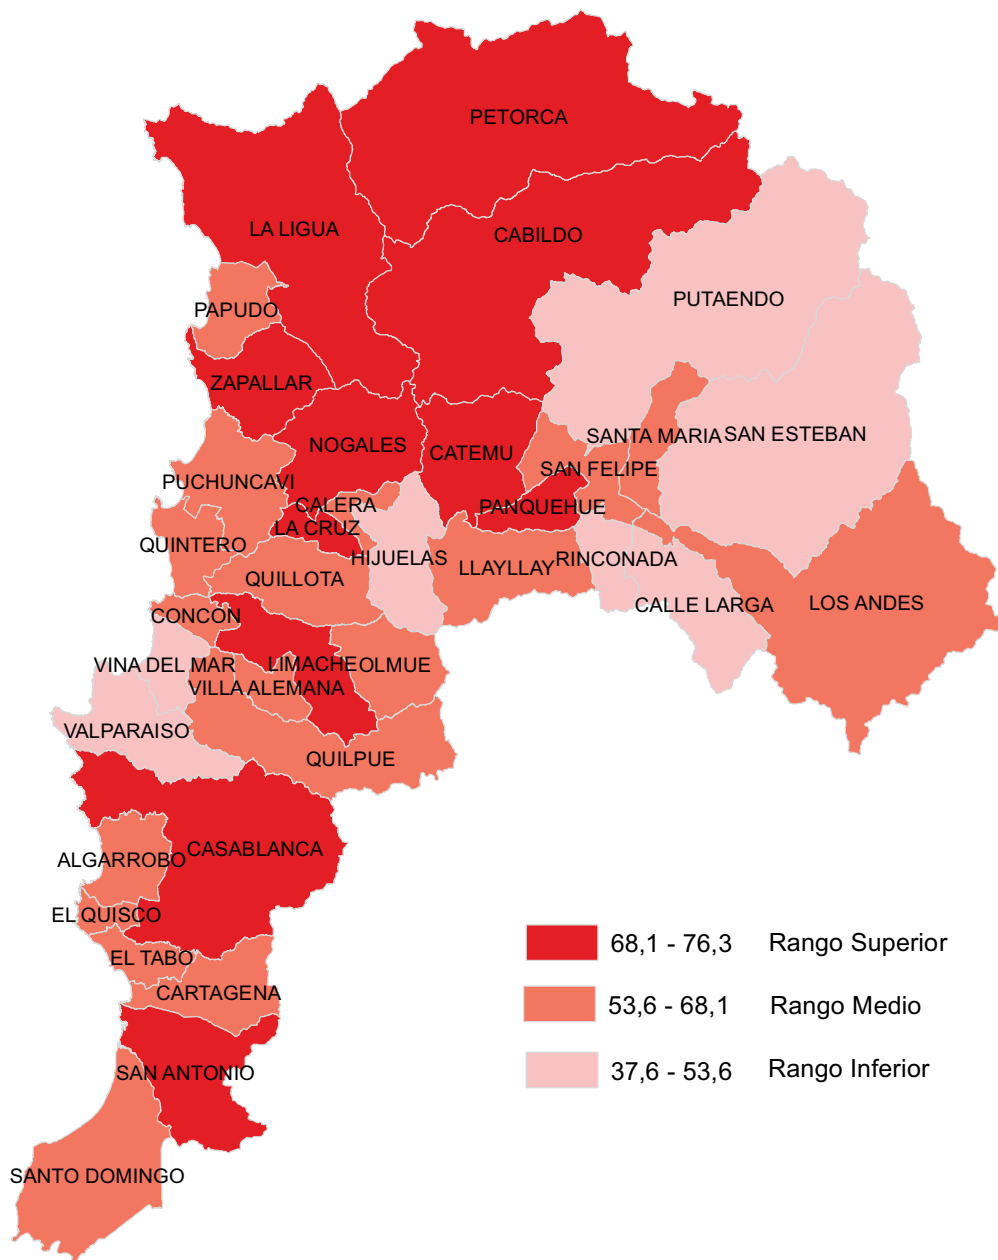 PETORCA
LA LIGUA
CABILDO
PUTAENDO
PAPUDO
ZAPALLAR
NOGALES
CATEMU
SANTA MARIA
SAN ESTEBAN
SAN FELIPE
PUCHUNCAVI
CALERA
PANQUEHUE
LA CRUZ
QUINTERO
HIJUELAS
LLAYLLAY
RINCONADA
QUILLOTA
CALLE LARGA
LOS ANDES
CONCON
VINA DEL MAR
LIMACHE
OLMUE
VILLA ALEMANA
VALPARAISO
QUILPUE
CASABLANCA
ALGARROBO
EL QUISCO
EL TABO
CARTAGENA
SAN ANTONIO
SANTO DOMINGO
68,1 - 76,3 Rango Superior
53,6 - 68,1 Rango Medio
37,6 - 53,6 Rango Inferior